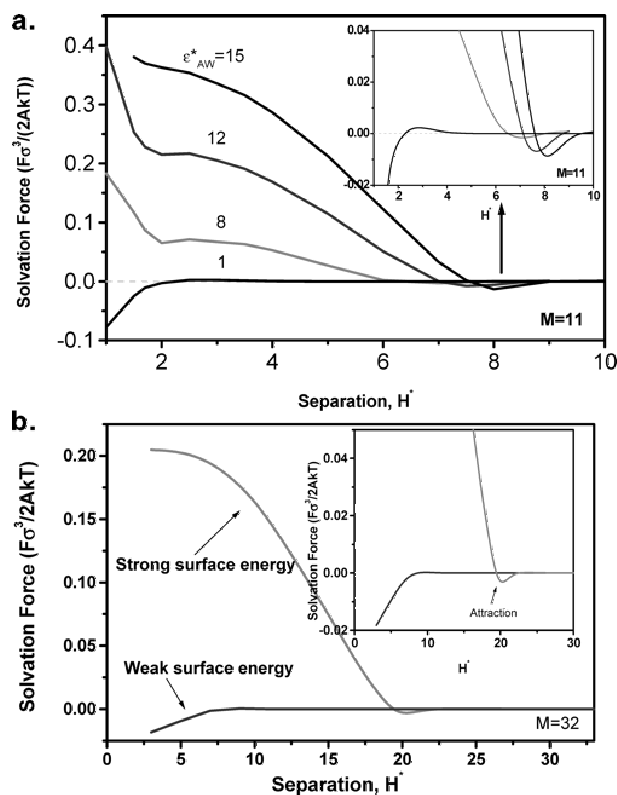 a.
0.4
0.3
0.2
0.1
0.0
-0.1
Solvation Force (Fσ³/(2AkT))
ε*AW=15
12
8
1
M=11
2 4 6 8 10
Separation, H*
0.04
0.02
0.00
-0.02
2 4 6 8 10
H*
M=11
b.
0.20
0.15
0.10
0.05
0.00
Solvation Force (Fσ³/2AkT)
Strong surface energy
Weak surface energy
M=32
0 5 10 15 20 25 30
Separation, H*
0.04
0.02
0.00
-0.02
Solvation Force (Fσ³/2AkT)
Attraction
0 10 20 30
H*